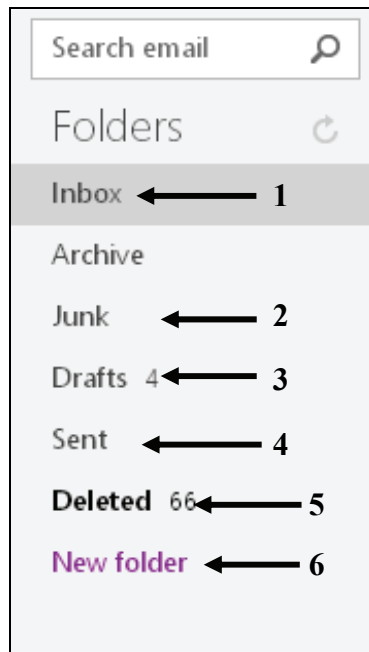 Search email
Folders
Inbox 1
Archive
Junk 2
Drafts 4 3
Sent 4
Deleted 66 5
New folder 6